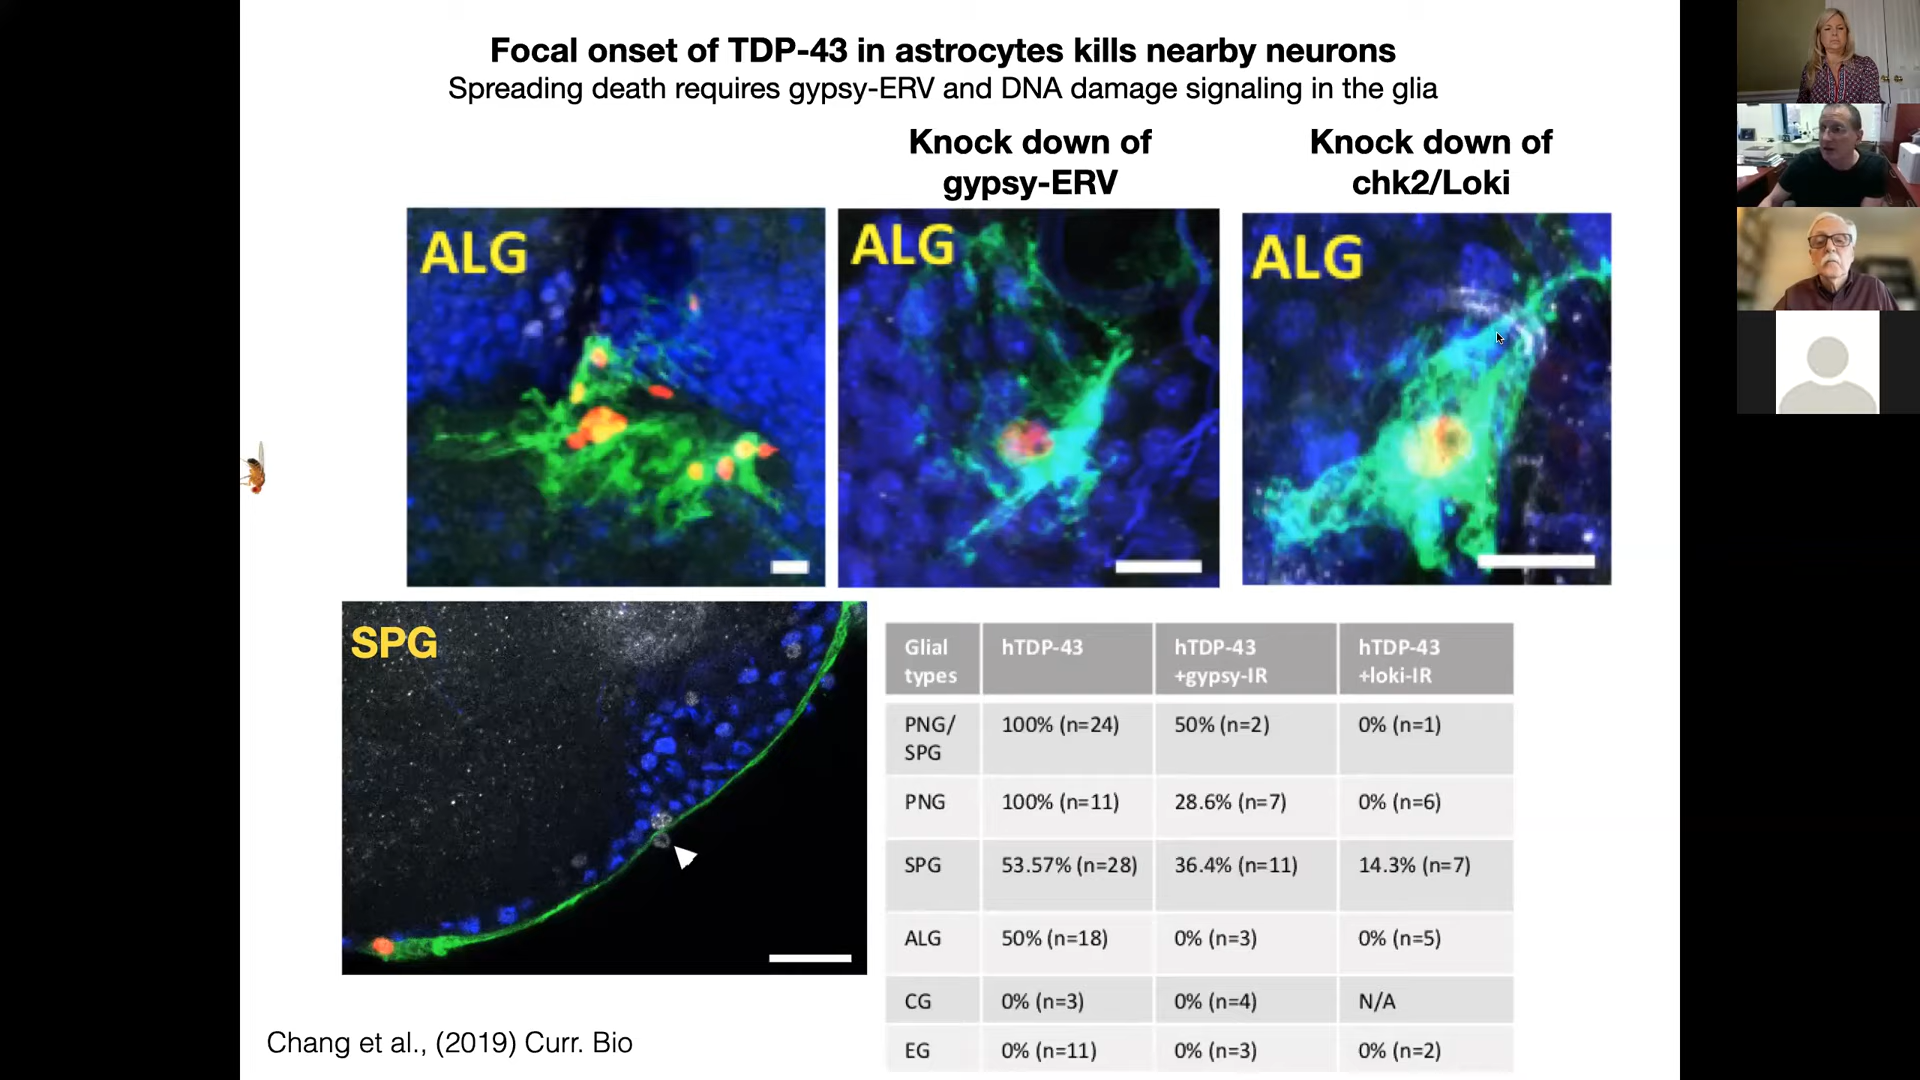 Focal onset of TDP-43 in astrocytes kills nearby neurons
Spreading death requires gypsy-ERV and DNA damage signaling in the glia
Knock down of
gypsy-ERV
Knock down of
chk2/Loki
ALG
ALG
ALG
SPG
Glial types hTDP-43 hTDP-43 +gypsy-IR hTDP-43 +loki-IR
PNG/SPG 100% (n=24) 50% (n=2) 0% (n=1)
PNG 100% (n=11) 28.6% (n=7) 0% (n=6)
SPG 53.57% (n=28) 36.4% (n=11) 14.3% (n=7)
ALG 50% (n=18) 0% (n=3) 0% (n=5)
CG 0% (n=3) 0% (n=4) N/A
EG 0% (n=11) 0% (n=3) 0% (n=2)
Chang et al., (2019) Curr. Bio